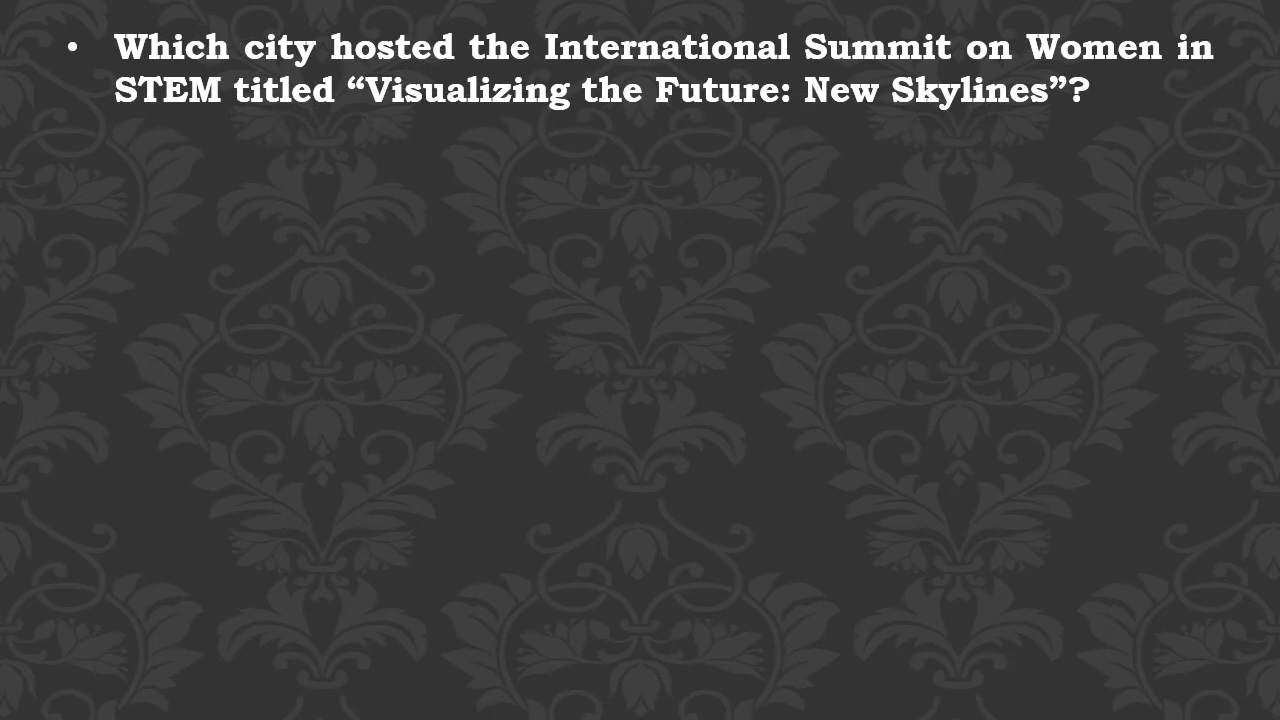 • Which city hosted the International Summit on Women in
STEM titled “Visualizing the Future: New Skylines”?